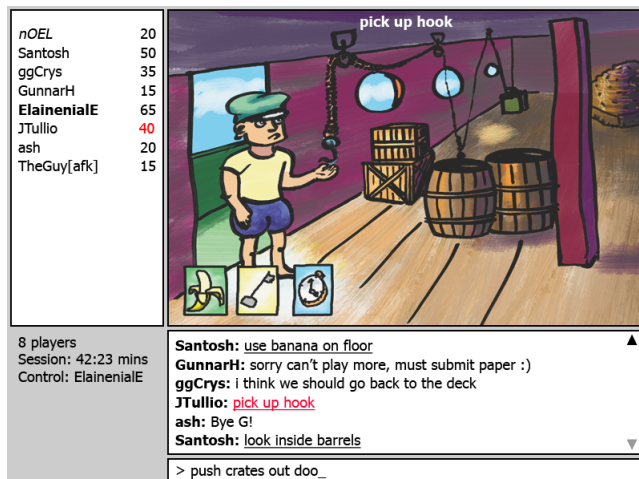 nOEL 20
Santosh 50
ggCrys 35
GunnarH 15
ElainenialE 65
JTullio 40
ash 20
TheGuy[afk] 15
pick up hook
8 players
Session: 42:23 mins
Control: ElainenialE
Santosh: use banana on floor
GunnarH: sorry can't play more, must submit paper :)
ggCrys: i think we should go back to the deck
JTullio: pick up hook
ash: Bye G!
Santosh: look inside barrels
> push crates out doo_